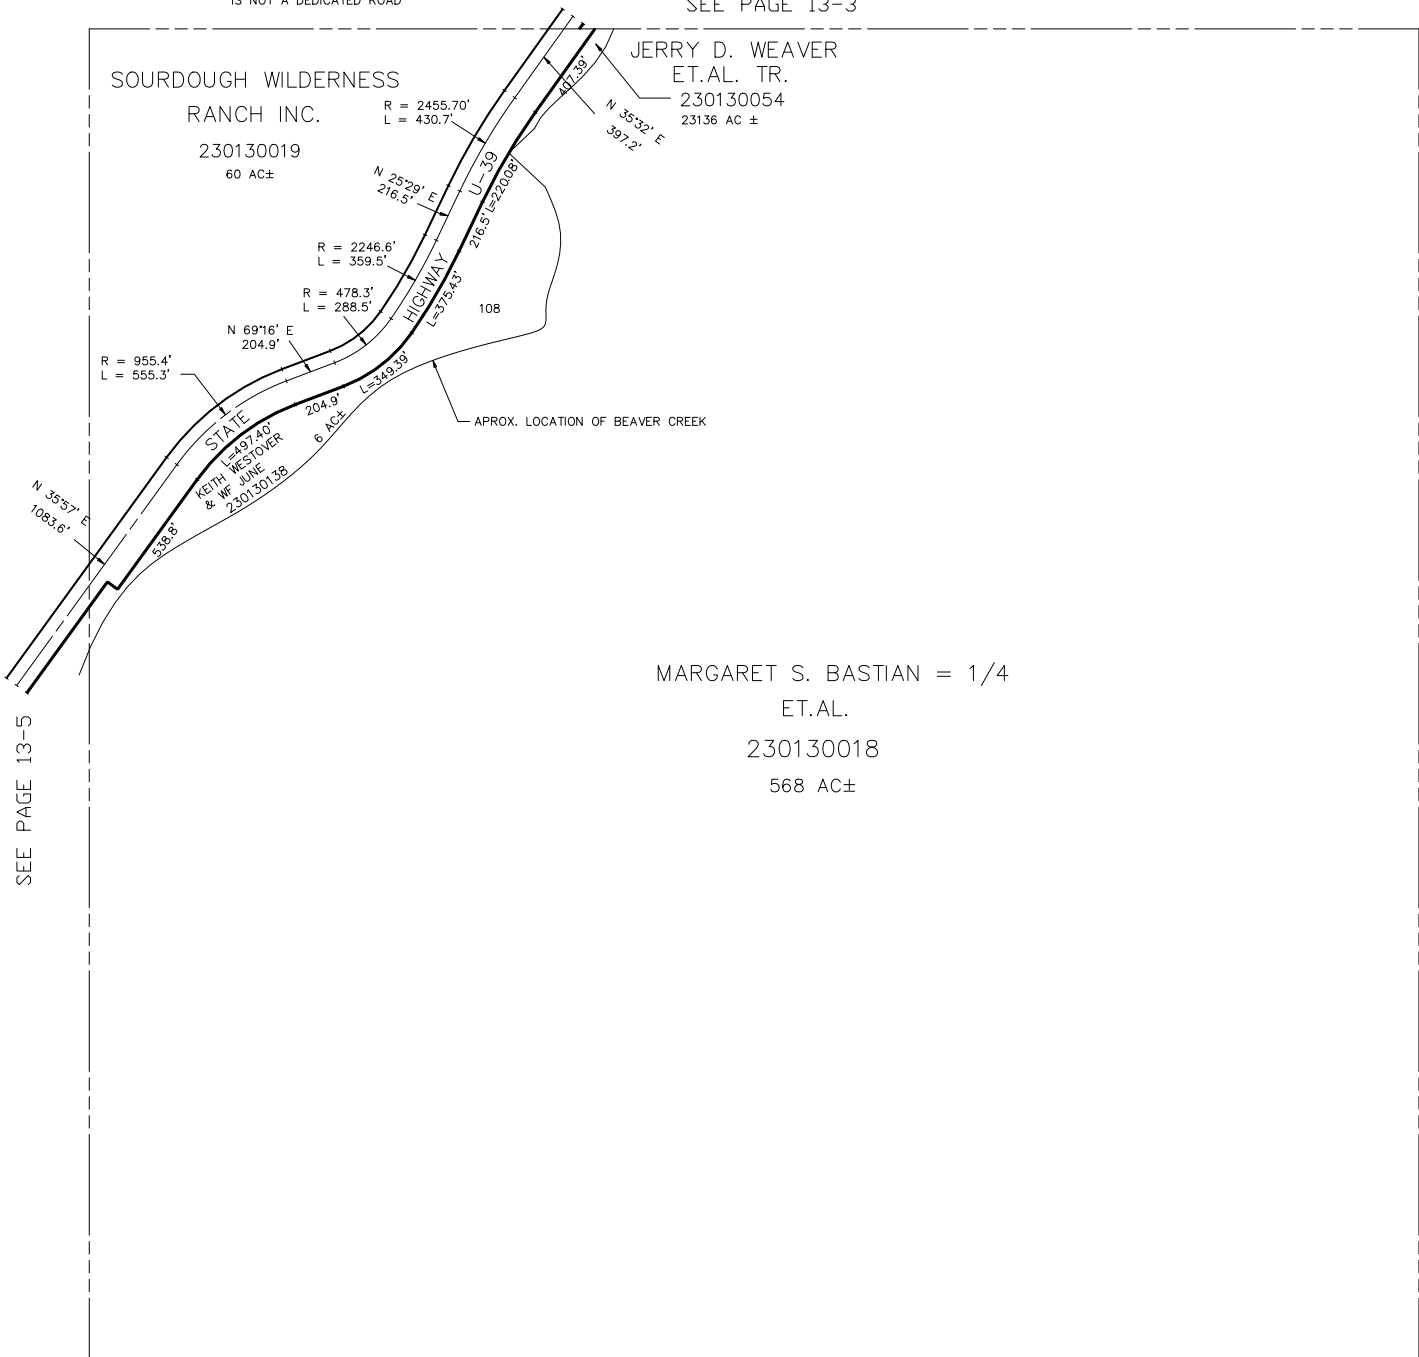 IS NOT A DEDICATED ROAD
SEE PAGE 13-3
SOURDOUGH WILDERNESS
RANCH INC.
230130019
60 AC±
JERRY D. WEAVER
ET.AL. TR.
230130054
23136 AC ±
407.39'
N 35°32' E
397.2'
R = 2455.70'
L = 430.7'
N 25°29' E
216.5'
U-39
L=220.08'
216.5'
R = 2246.6'
L = 359.5'
HIGHWAY
L=375.43'
R = 478.3'
L = 288.5'
108
N 69°16' E
204.9'
R = 955.4'
L = 555.3'
L=349.39'
204.9'
6 AC±
APROX. LOCATION OF BEAVER CREEK
STATE
L=497.40'
KEITH WESTOVER
& WF JUNE
230130138
N 35°57' E
1083.6'
538.8'
MARGARET S. BASTIAN = 1/4
ET.AL.
230130018
568 AC±
SEE PAGE 13-5